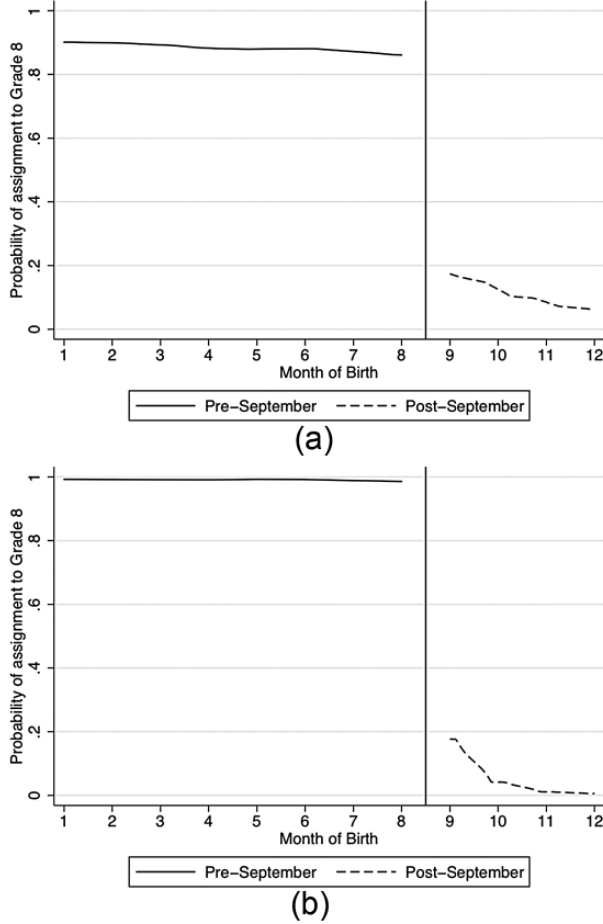 Probability of assignment to Grade 8
1
.8
.6
.4
.2
0
1 2 3 4 5 6 7 8 9 10 11 12
Month of Birth
Pre-September Post-September
(a)
Probability of assignment to Grade 8
1
.8
.6
.4
.2
0
1 2 3 4 5 6 7 8 9 10 11 12
Month of Birth
Pre-September Post-September
(b)